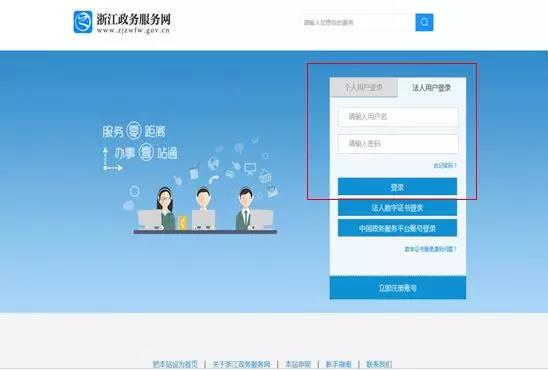 浙江政务服务网
www.zjzwfw.gov.cn
请输入您想做的服务
个人用户登录 法人用户登录
请输入用户名
请输入密码
忘记密码？
登录
法人数字证书登录
中国政务服务平台账号登录
数字证书登录遇到问题？
立即注册账号
服务零距离
办事壹站通
把本站设为首页 | 关于浙江政务服务网 | 本站申明 | 新手指南 | 联系我们